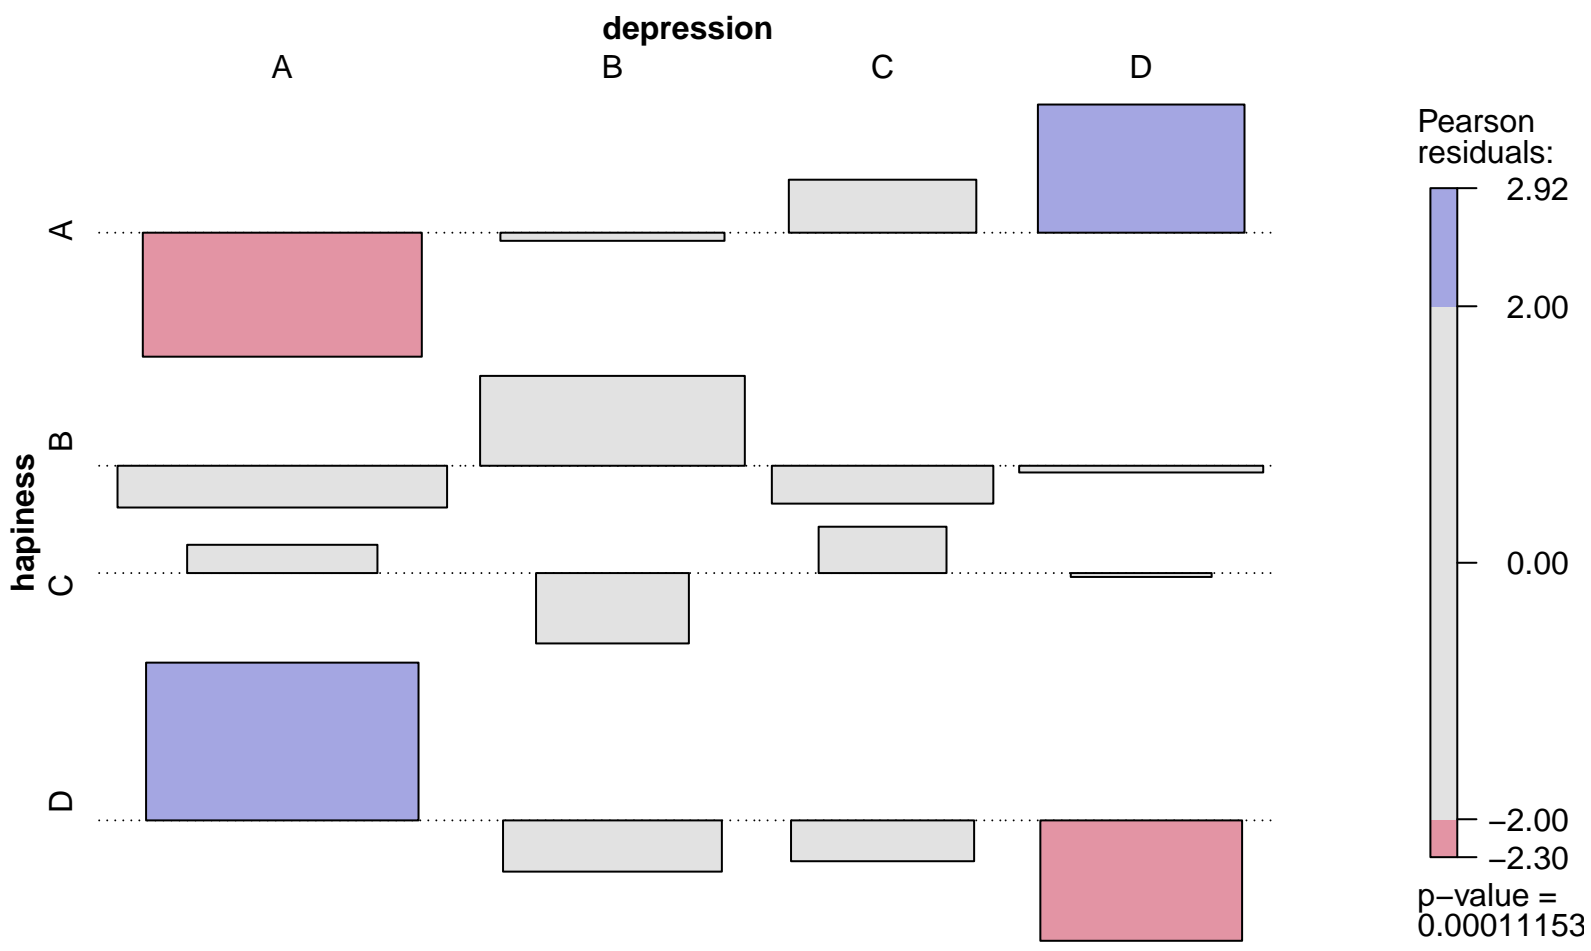 depression
A B C D
hapiness
A
B
C
D
Pearson
residuals:
2.92
2.00
0.00
−2.00
−2.30
p−value =
0.00011153